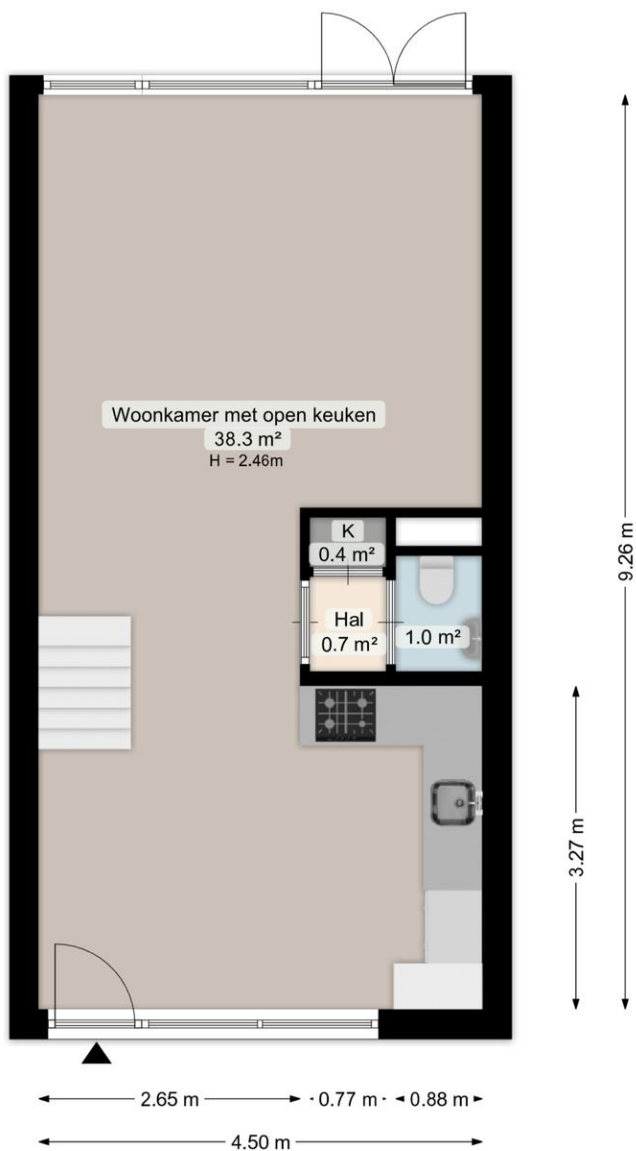 Woonkamer met open keuken
38.3 m²
H = 2.46m
K
0.4 m²
Hal
0.7 m²
1.0 m²
9.26 m
3.27 m
2.65 m
0.77 m
0.88 m
4.50 m